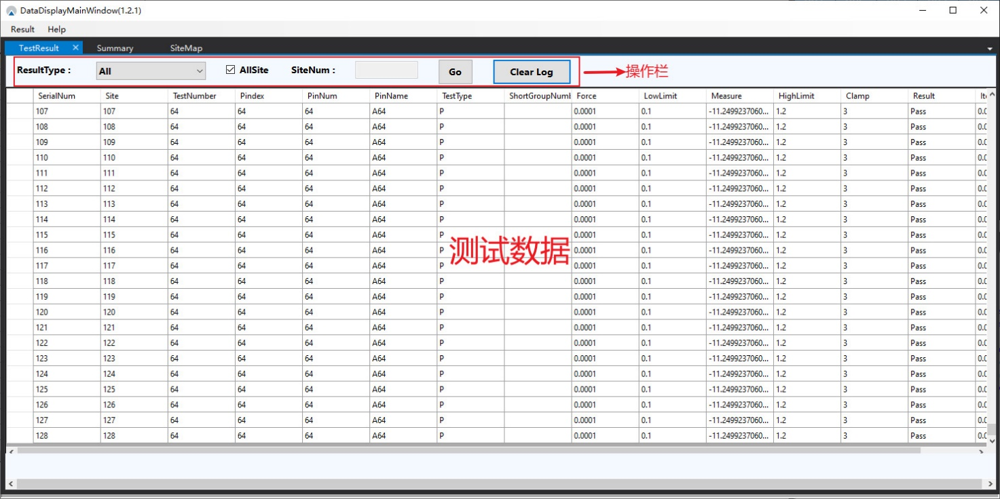 DataDisplayMainWindow(1.2.1)
Result Help
TestResult Summary SiteMap
ResultType : All AllSite SiteNum : Go Clear Log 操作栏
SerialNum Site TestNumber Pindex PinNum PinName TestType ShortGroupNum Force LowLimit Measure HighLimit Clamp Result
107 107 64 64 64 A64 P 0.0001 0.1 -11.2499237060... 1.2 3 Pass 0.0
108 108 64 64 64 A64 P 0.0001 0.1 -11.2499237060... 1.2 3 Pass 0.0
109 109 64 64 64 A64 P 0.0001 0.1 -11.2499237060... 1.2 3 Pass 0.0
110 110 64 64 64 A64 P 0.0001 0.1 -11.2499237060... 1.2 3 Pass 0.0
111 111 64 64 64 A64 P 0.0001 0.1 -11.2499237060... 1.2 3 Pass 0.0
112 112 64 64 64 A64 P 0.0001 0.1 -11.2499237060... 1.2 3 Pass 0.0
113 113 64 64 64 A64 P 0.0001 0.1 -11.2499237060... 1.2 3 Pass 0.0
114 114 64 64 64 A64 P 0.0001 0.1 -11.2499237060... 1.2 3 Pass 0.0
115 115 64 64 64 A64 P 0.0001 0.1 -11.2499237060... 1.2 3 Pass 0.0
116 116 64 64 64 A64 P 0.0001 0.1 -11.2499237060... 1.2 3 Pass 0.0
测试数据
117 117 64 64 64 A64 P 0.0001 0.1 -11.2499237060... 1.2 3 Pass 0.0
118 118 64 64 64 A64 P 0.0001 0.1 -11.2499237060... 1.2 3 Pass 0.0
119 119 64 64 64 A64 P 0.0001 0.1 -11.2499237060... 1.2 3 Pass 0.0
120 120 64 64 64 A64 P 0.0001 0.1 -11.2499237060... 1.2 3 Pass 0.0
121 121 64 64 64 A64 P 0.0001 0.1 -11.2499237060... 1.2 3 Pass 0.0
122 122 64 64 64 A64 P 0.0001 0.1 -11.2499237060... 1.2 3 Pass 0.0
123 123 64 64 64 A64 P 0.0001 0.1 -11.2499237060... 1.2 3 Pass 0.0
124 124 64 64 64 A64 P 0.0001 0.1 -11.2499237060... 1.2 3 Pass 0.0
125 125 64 64 64 A64 P 0.0001 0.1 -11.2499237060... 1.2 3 Pass 0.0
126 126 64 64 64 A64 P 0.0001 0.1 -11.2499237060... 1.2 3 Pass 0.0
127 127 64 64 64 A64 P 0.0001 0.1 -11.2499237060... 1.2 3 Pass 0.0
128 128 64 64 64 A64 P 0.0001 0.1 -11.2499237060... 1.2 3 Pass 0.0